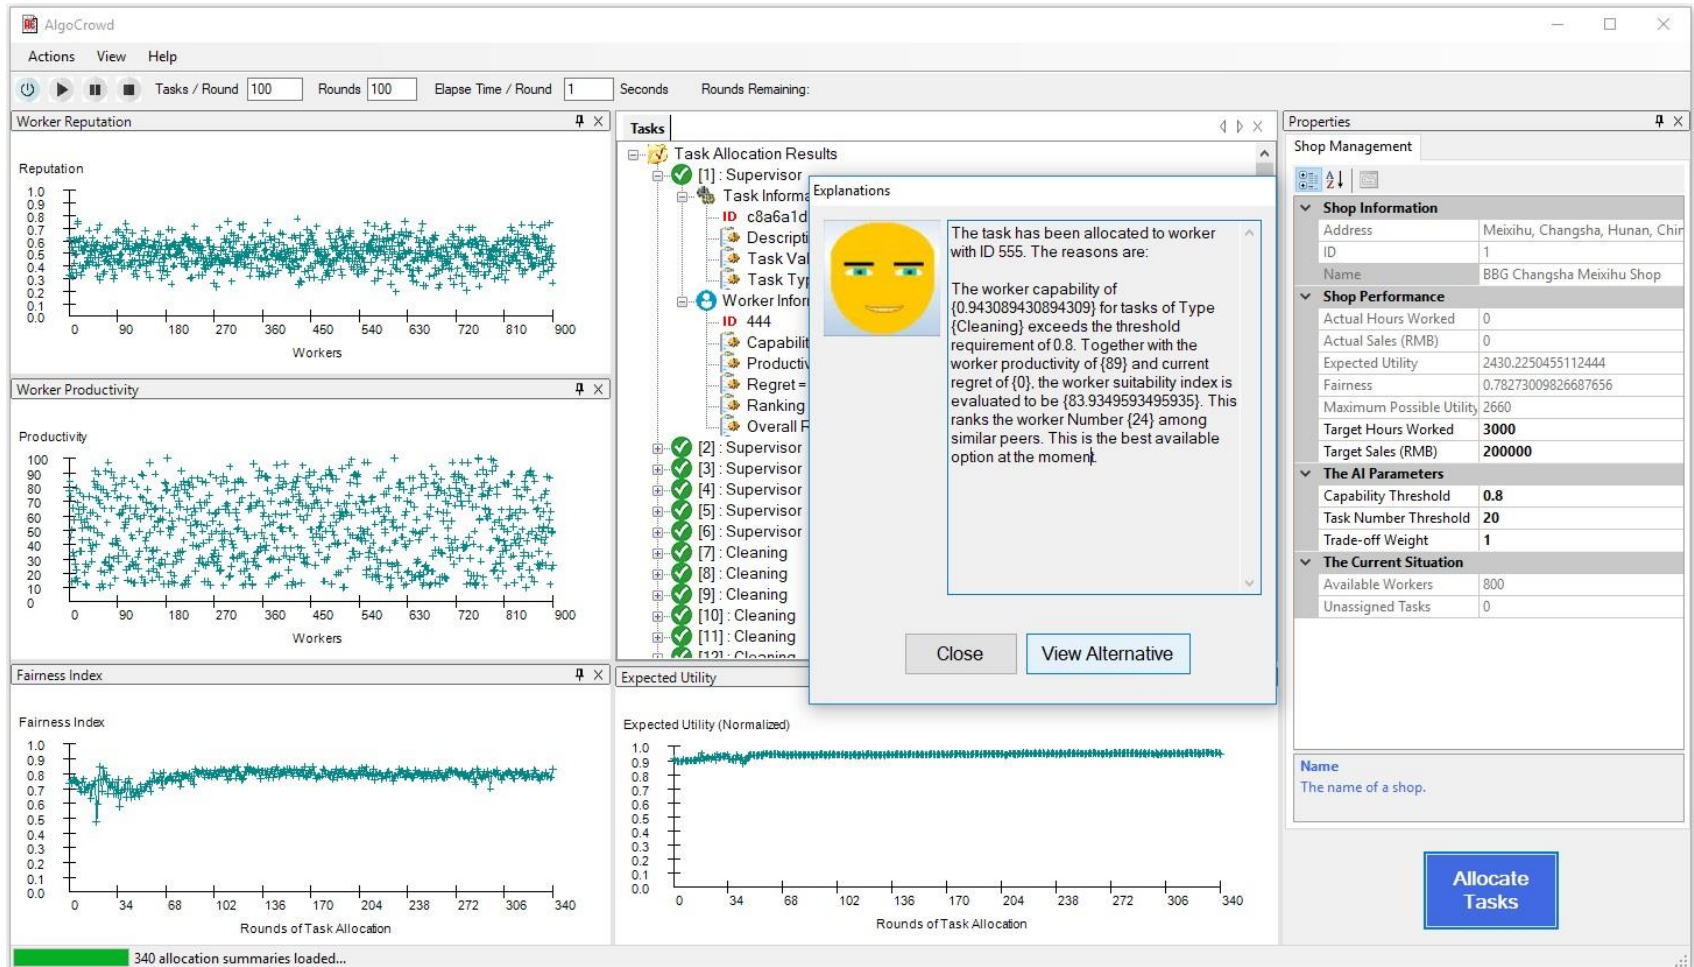 AlgoCrowd
Actions View Help
Tasks / Round 100 Rounds 100 Elapse Time / Round 1 Seconds Rounds Remaining:
Worker Reputation
Reputation
1.0
0.9
0.8
0.7
0.6
0.5
0.4
0.3
0.2
0.1
0.0
0 90 180 270 360 450 540 630 720 810 900
Workers
Worker Productivity
Productivity
100
90
80
70
60
50
40
30
20
10
0
0 90 180 270 360 450 540 630 720 810 900
Workers
Fairness Index
Fairness Index
1.0
0.9
0.8
0.7
0.6
0.5
0.4
0.3
0.2
0.1
0.0
0 34 68 102 136 170 204 238 272 306 340
Rounds of Task Allocation
Tasks
Task Allocation Results
[1] : Supervisor
Task Informa
ID c8a6a1d
Descripti
Task Val
Task Typ
Worker Inform
ID 444
Capabilit
Productiv
Regret =
Ranking
Overall R
[2] : Supervisor
[3] : Supervisor
[4] : Supervisor
[5] : Supervisor
[6] : Supervisor
[7] : Cleaning
[8] : Cleaning
[9] : Cleaning
[10] : Cleaning
[11] : Cleaning
[12] : Cleaning
Explanations
The task has been allocated to worker
with ID 555. The reasons are:
The worker capability of
{0.943089430894309} for tasks of Type
{Cleaning} exceeds the threshold
requirement of 0.8. Together with the
worker productivity of {89} and current
regret of {0}, the worker suitability index is
evaluated to be {83.9349593495935}. This
ranks the worker Number {24} among
similar peers. This is the best available
option at the moment.
Close View Alternative
Expected Utility
Expected Utility (Normalized)
1.0
0.9
0.8
0.7
0.6
0.5
0.4
0.3
0.2
0.1
0.0
0 34 68 102 136 170 204 238 272 306 340
Rounds of Task Allocation
Properties
Shop Management
Shop Information
Address Meixihu, Changsha, Hunan, Chin
ID 1
Name BBG Changsha Meixihu Shop
Shop Performance
Actual Hours Worked 0
Actual Sales (RMB) 0
Expected Utility 2430.2250455112444
Fairness 0.78273009826687656
Maximum Possible Utility 2660
Target Hours Worked 3000
Target Sales (RMB) 200000
The AI Parameters
Capability Threshold 0.8
Task Number Threshold 20
Trade-off Weight 1
The Current Situation
Available Workers 800
Unassigned Tasks 0
Name
The name of a shop.
Allocate
Tasks
340 allocation summaries loaded...